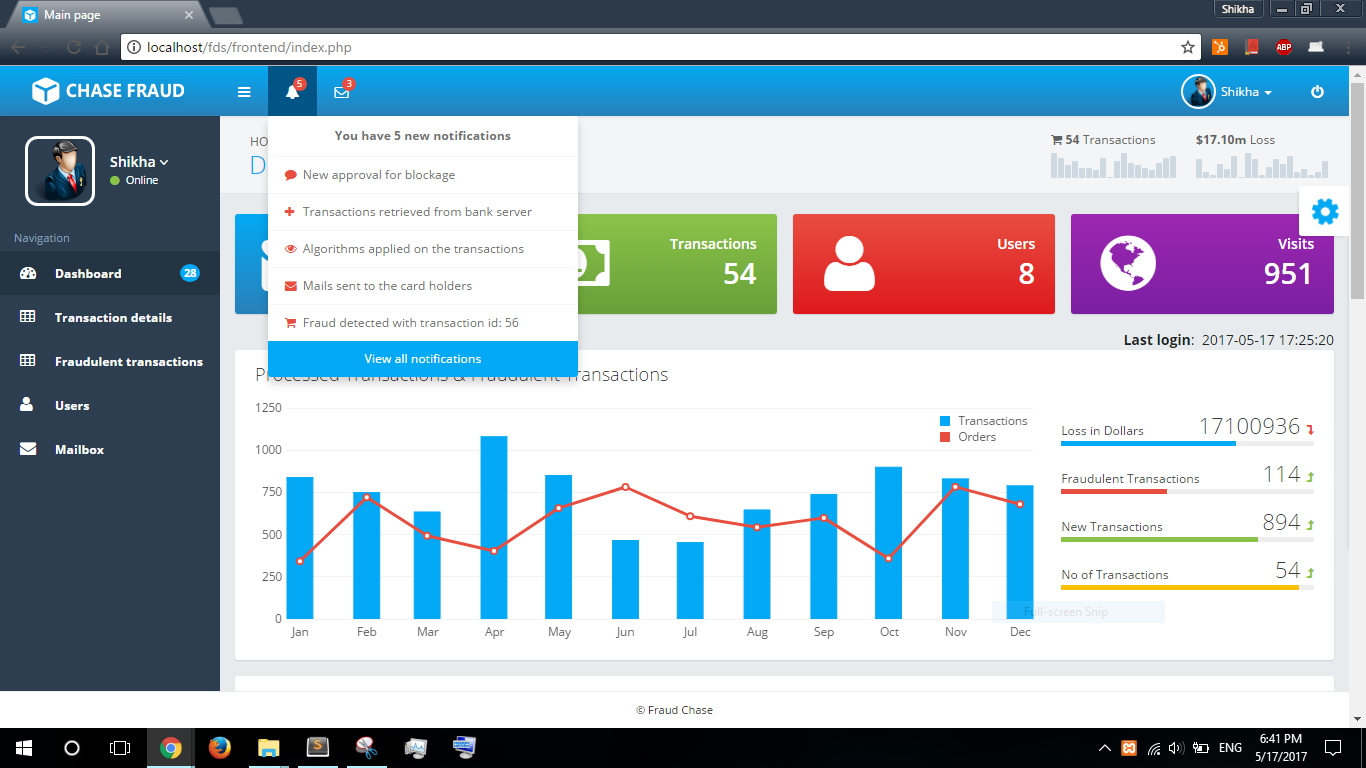 Main page
Shikha
localhost/fds/frontend/index.php
ABP
CHASE FRAUD
5
3
Shikha
Shikha
Online
Navigation
Dashboard
28
Transaction details
Fraudulent transactions
Users
Mailbox
HO
D
You have 5 new notifications
New approval for blockage
Transactions retrieved from bank server
Algorithms applied on the transactions
Mails sent to the card holders
Fraud detected with transaction id: 56
View all notifications
54 Transactions
$17.10m Loss
Transactions
54
Users
8
Visits
951
Last login: 2017-05-17 17:25:20
Processed Transactions & Fraudulent Transactions
1250
1000
750
500
250
0
Jan
Feb
Mar
Apr
May
Jun
Jul
Aug
Sep
Oct
Nov
Dec
Transactions
Orders
Loss in Dollars 17100936
Fraudulent Transactions 114
New Transactions 894
No of Transactions 54
Full-screen Snip
© Fraud Chase
ENG
6:41 PM
5/17/2017